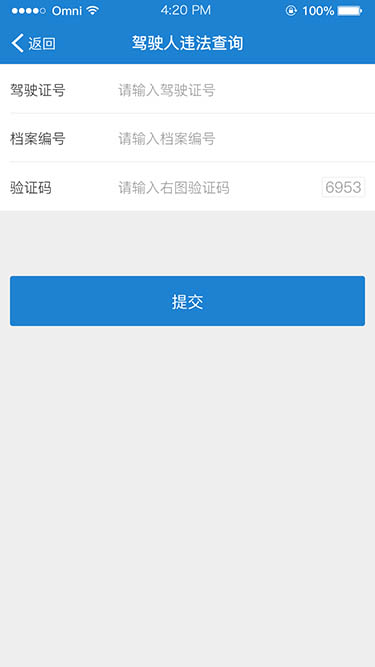 Omni 4:20 PM 100%
返回 驾驶人违法查询
驾驶证号 请输入驾驶证号
档案编号 请输入档案编号
验证码 请输入右图验证码 6953
提交